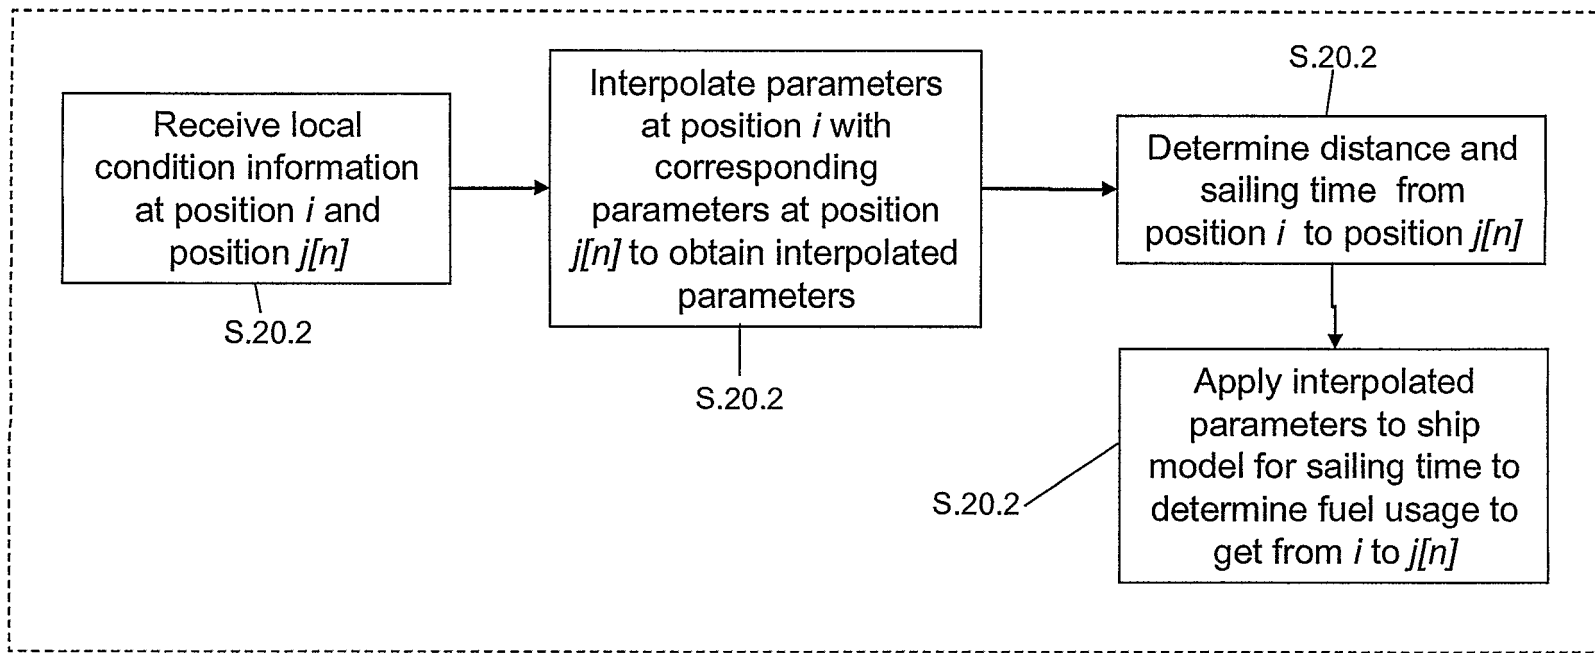 Receive local
condition information
at position i and
position j[n]
S.20.2
Interpolate parameters
at position i with
corresponding
parameters at position
j[n] to obtain interpolated
parameters
S.20.2
S.20.2
Determine distance and
sailing time from
position i to position j[n]
Apply interpolated
parameters to ship
model for sailing time to
determine fuel usage to
get from i to j[n]
S.20.2